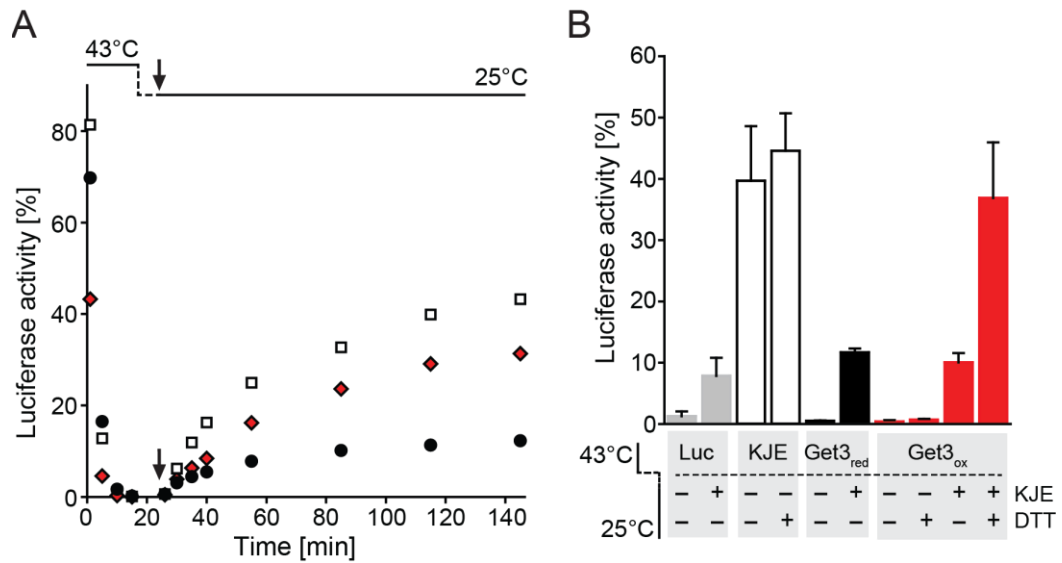 A
43°C
25°C
Luciferase activity [%]
80
60
40
20
0
0 20 40 60 80 100 120 140
Time [min]
B
Luciferase activity [%]
60
50
40
30
20
10
0
43°C
25°C
Luc KJE Get3red Get3ox
– + – – – + – – + + KJE
– – – + – – – + – + DTT